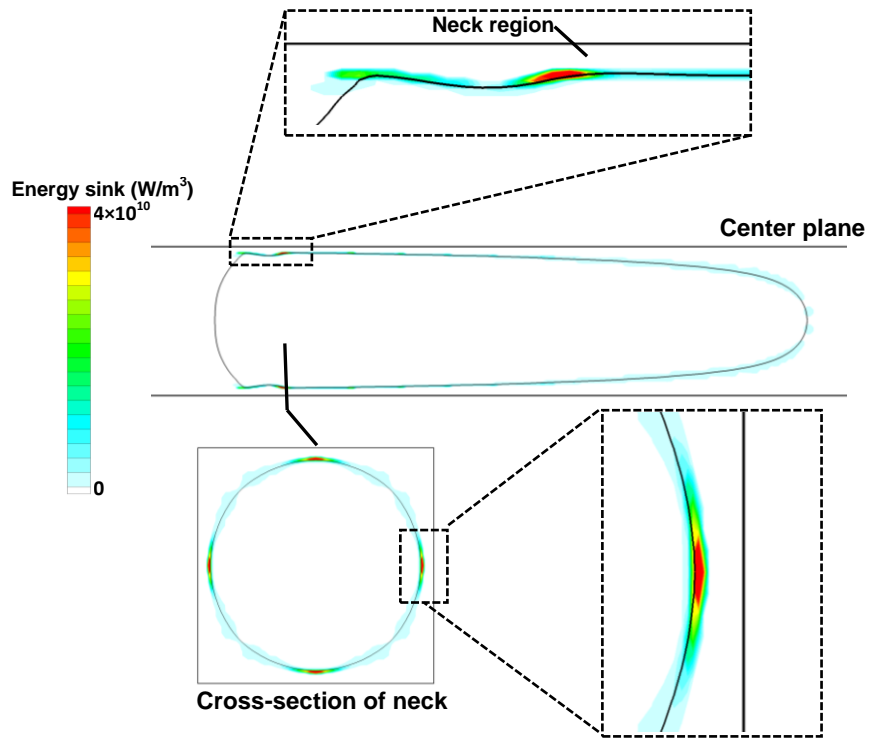 Neck region
Energy sink (W/m³)
4×10¹⁰
Center plane
0
Cross-section of neck